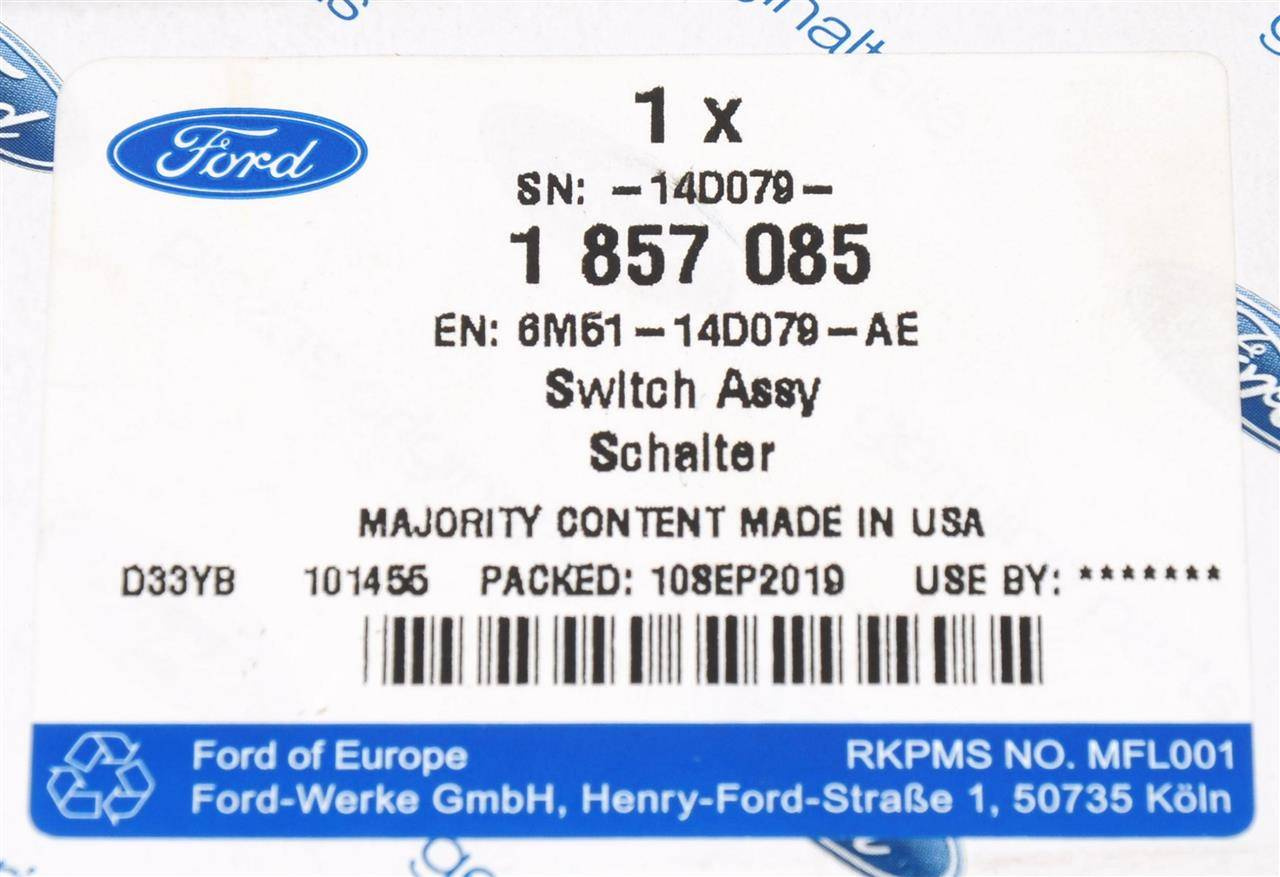 Ford
1 x
SN: -14D079-
1 857 085
EN: 6M51-14D079-AE
Switch Assy
Schalter
MAJORITY CONTENT MADE IN USA
D33YB 101455 PACKED: 10SEP2019 USE BY: *******
Ford of Europe RKPMS NO. MFL001
Ford-Werke GmbH, Henry-Ford-Straße 1, 50735 Köln